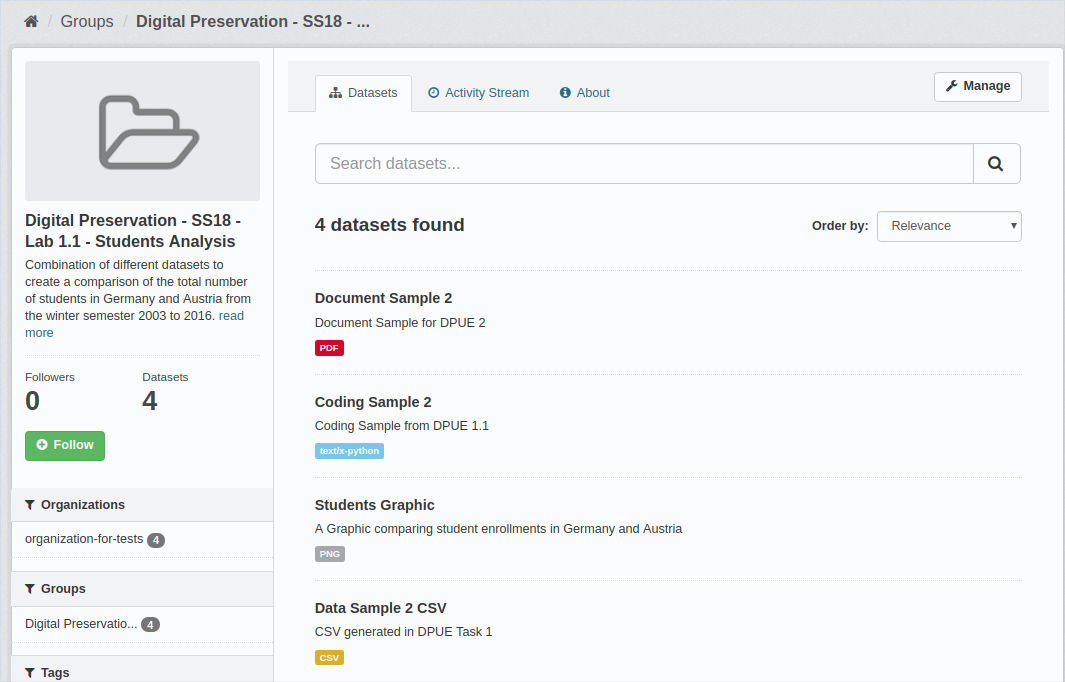 / Groups / Digital Preservation - SS18 - ...
Digital Preservation - SS18 -
Lab 1.1 - Students Analysis
Combination of different datasets to
create a comparison of the total number
of students in Germany and Austria from
the winter semester 2003 to 2016. read
more
Followers Datasets
0 4
Follow
Organizations
organization-for-tests 4
Groups
Digital Preservatio... 4
Tags
Datasets Activity Stream About Manage
Search datasets...
4 datasets found Order by: Relevance
Document Sample 2
Document Sample for DPUE 2
PDF
Coding Sample 2
Coding Sample from DPUE 1.1
text/x-python
Students Graphic
A Graphic comparing student enrollments in Germany and Austria
PNG
Data Sample 2 CSV
CSV generated in DPUE Task 1
CSV